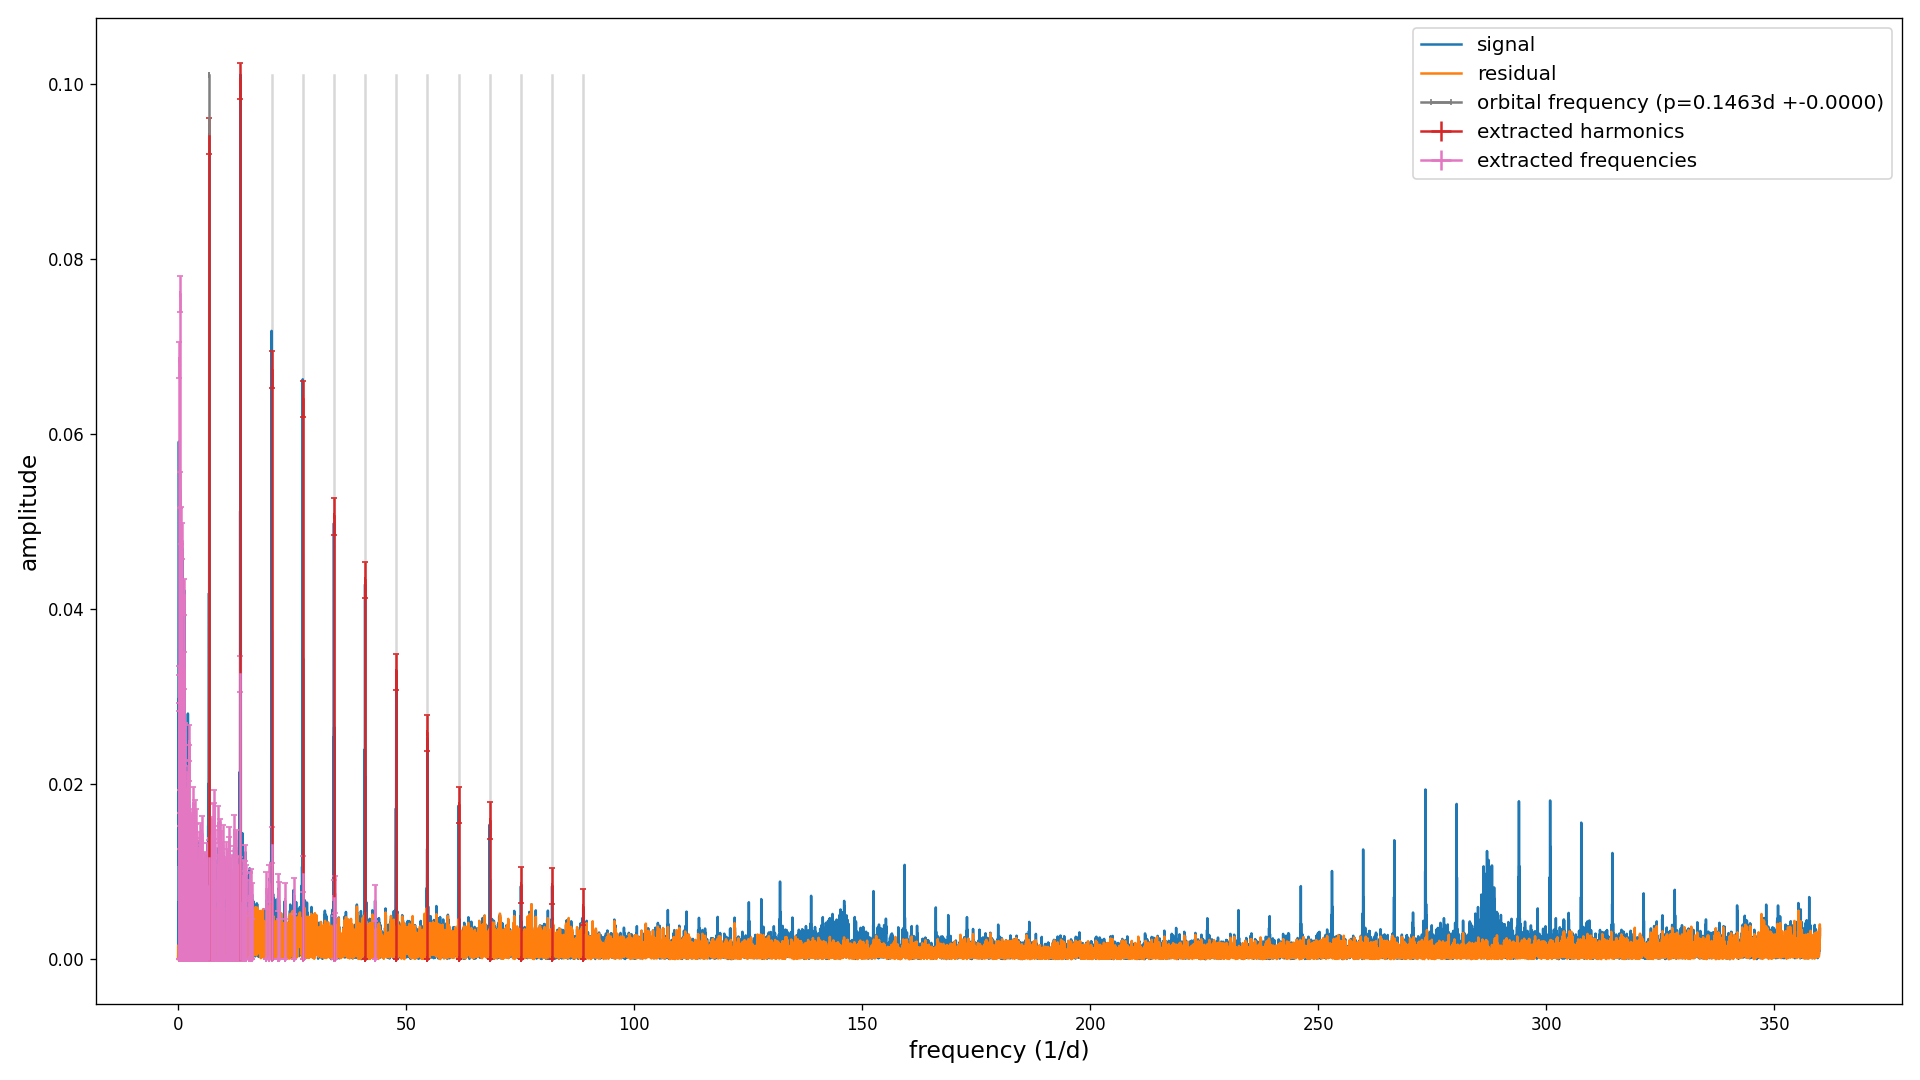 signal
residual
orbital frequency (p=0.1463d +-0.0000)
extracted harmonics
extracted frequencies
0.10
0.08
0.06
0.04
0.02
0.00
amplitude
0 50 100 150 200 250 300 350
frequency (1/d)